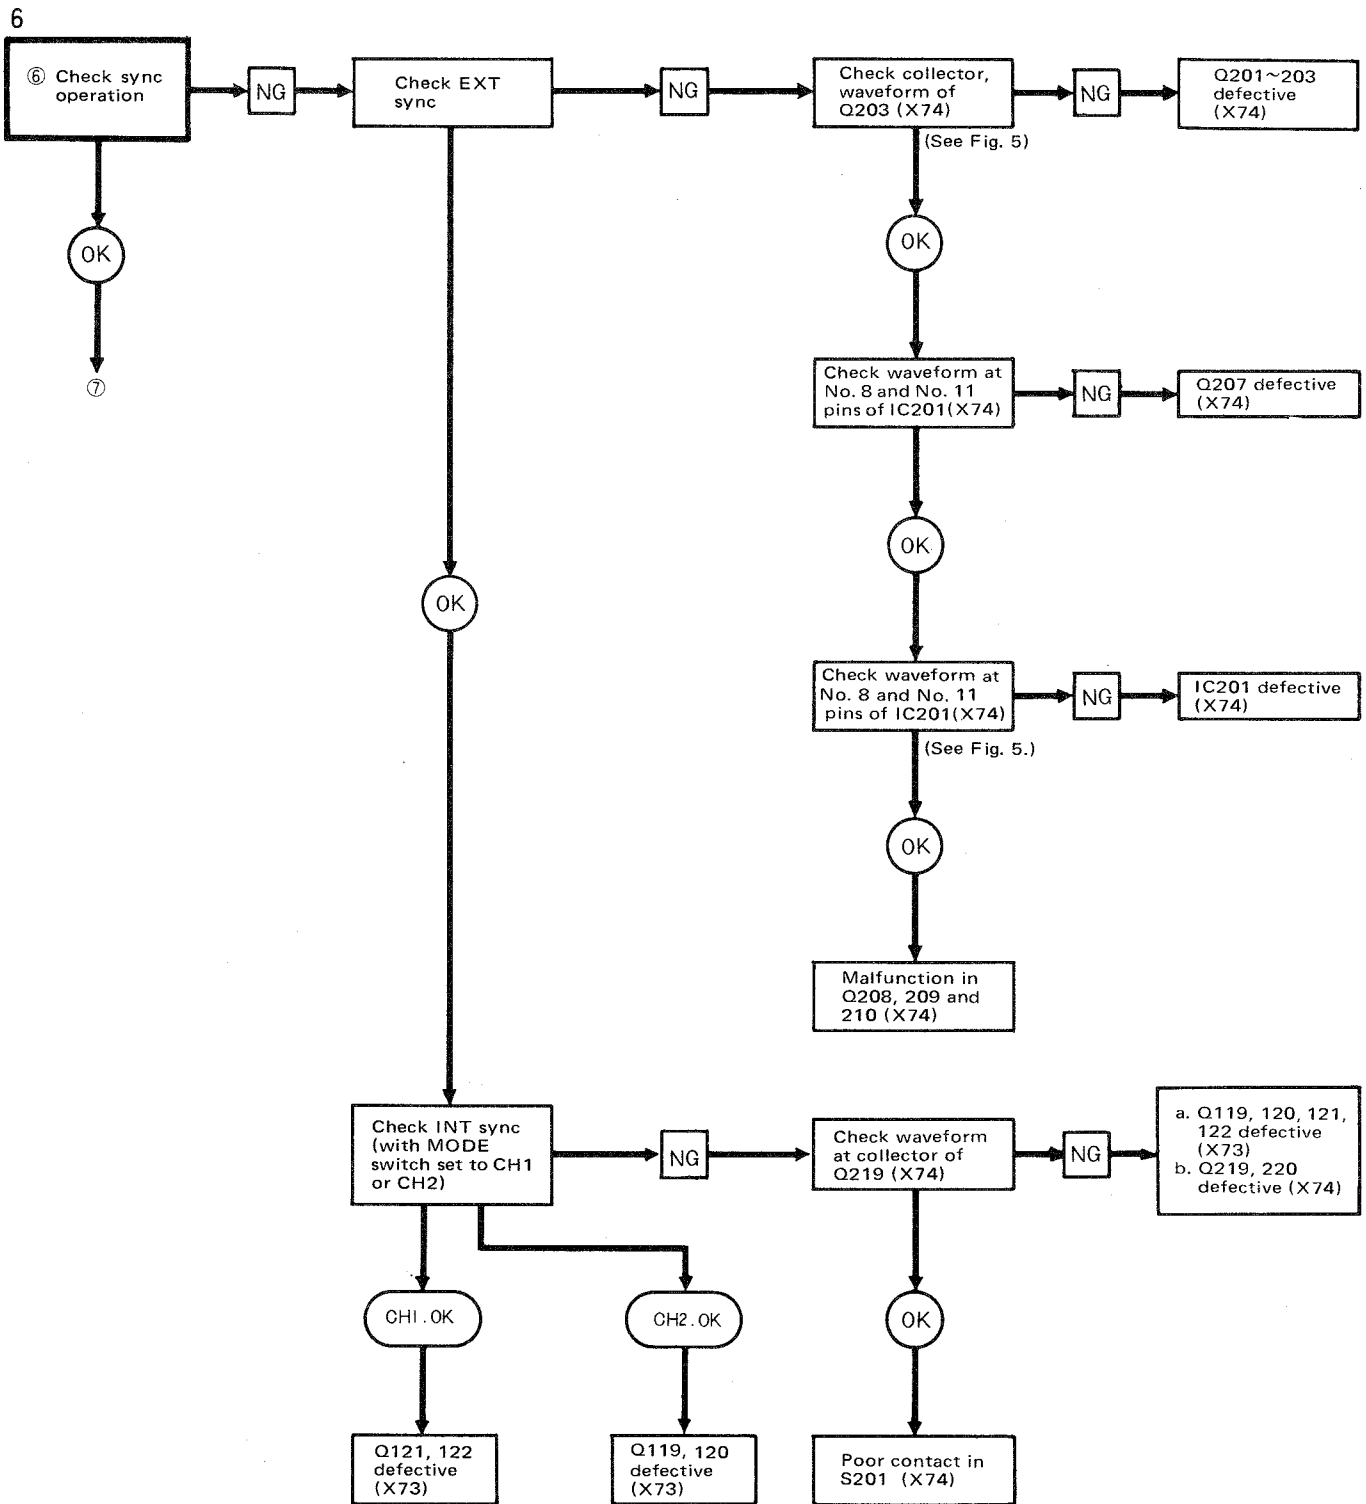 6
⑥ Check sync
operation
NG
Check EXT
sync
NG
Check collector,
waveform of
Q203 (X74)
NG
Q201~203
defective
(X74)
(See Fig. 5)
OK
OK
⑦
Check waveform at
No. 8 and No. 11
pins of IC201(X74)
NG
Q207 defective
(X74)
OK
OK
Check waveform at
No. 8 and No. 11
pins of IC201(X74)
NG
IC201 defective
(X74)
(See Fig. 5.)
OK
Malfunction in
Q208, 209 and
210 (X74)
Check INT sync
(with MODE
switch set to CH1
or CH2)
NG
Check waveform
at collector of
Q219 (X74)
NG
a. Q119, 120, 121,
122 defective
(X73)
b. Q219, 220
defective (X74)
CH1.OK
CH2.OK
OK
Q121, 122
defective
(X73)
Q119, 120
defective
(X73)
Poor contact in
S201 (X74)